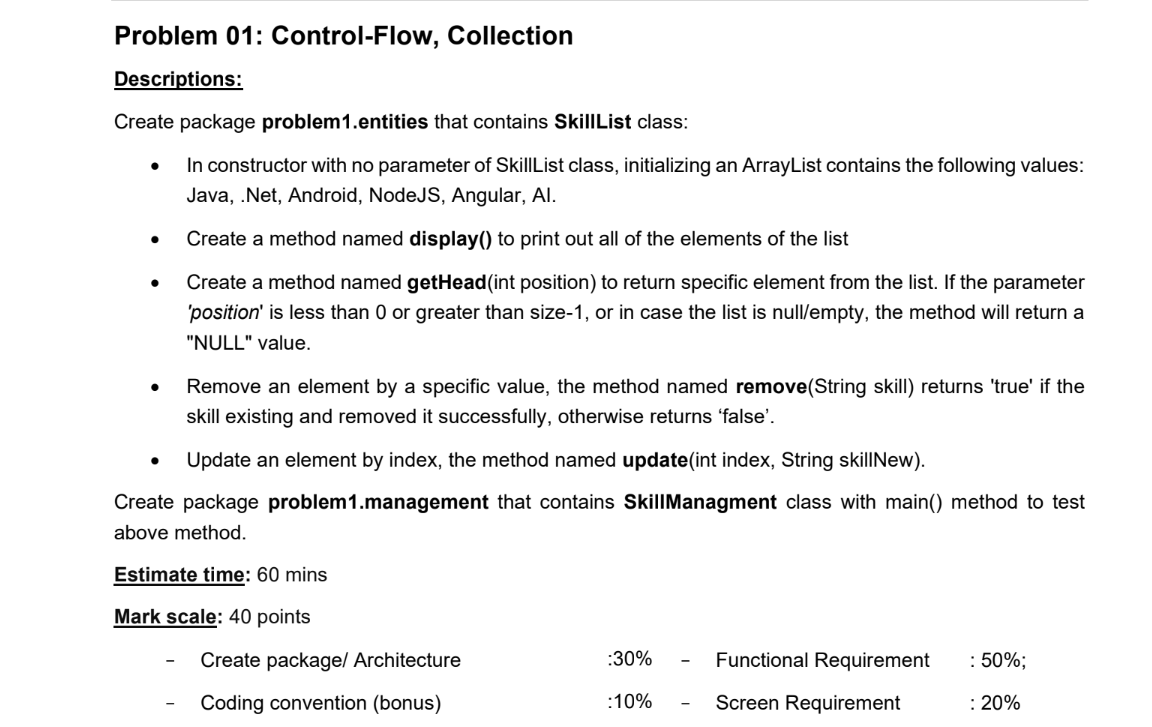 Problem 01: Control-Flow, Collection
Descriptions:
Create package problem1.entities that contains SkillList class:
• In constructor with no parameter of SkillList class, initializing an ArrayList contains the following values:
Java, .Net, Android, NodeJS, Angular, AI.
• Create a method named display() to print out all of the elements of the list
• Create a method named getHead(int position) to return specific element from the list. If the parameter
'position' is less than 0 or greater than size-1, or in case the list is null/empty, the method will return a
"NULL" value.
• Remove an element by a specific value, the method named remove(String skill) returns 'true' if the
skill existing and removed it successfully, otherwise returns ‘false’.
• Update an element by index, the method named update(int index, String skillNew).
Create package problem1.management that contains SkillManagment class with main() method to test
above method.
Estimate time: 60 mins
Mark scale: 40 points
− Create package/ Architecture :30% − Functional Requirement : 50%;
− Coding convention (bonus) :10% − Screen Requirement : 20%